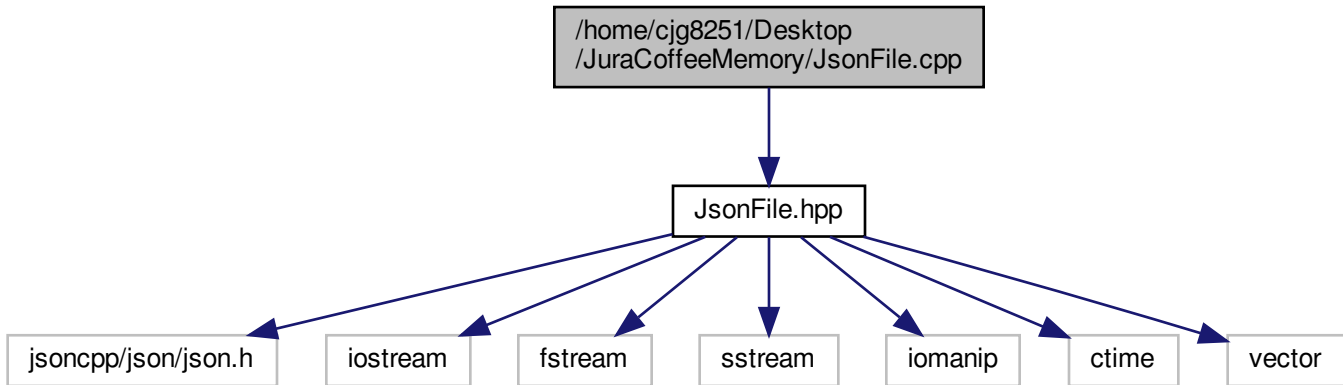 /home/cjg8251/Desktop
/JuraCoffeeMemory/JsonFile.cpp
JsonFile.hpp
jsoncpp/json/json.h
iostream
fstream
sstream
iomanip
ctime
vector